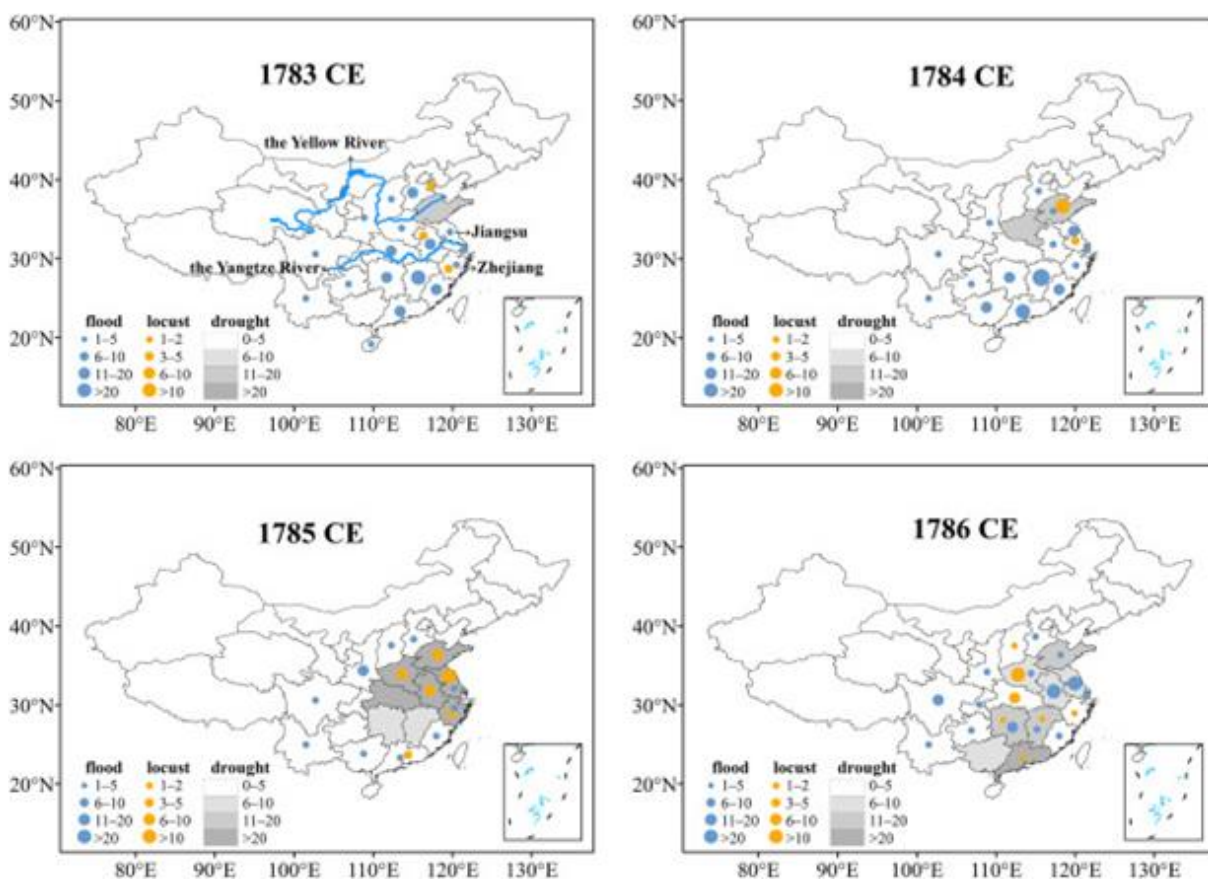 60°N
50°N
40°N
30°N
20°N
1783 CE
the Yellow River
Jiangsu
the Yangtze River
Zhejiang
flood locust drought
1–5 1–2 0–5
6–10 3–5 6–10
11–20 6–10 11–20
>20 >10 >20
80°E 90°E 100°E 110°E 120°E 130°E
60°N
50°N
40°N
30°N
20°N
1784 CE
flood locust drought
1–5 1–2 0–5
6–10 3–5 6–10
11–20 6–10 11–20
>20 >10 >20
80°E 90°E 100°E 110°E 120°E 130°E
60°N
50°N
40°N
30°N
20°N
1785 CE
flood locust drought
1–5 1–2 0–5
6–10 3–5 6–10
11–20 6–10 11–20
>20 >10 >20
80°E 90°E 100°E 110°E 120°E 130°E
60°N
50°N
40°N
30°N
20°N
1786 CE
flood locust drought
1–5 1–2 0–5
6–10 3–5 6–10
11–20 6–10 11–20
>20 >10 >20
80°E 90°E 100°E 110°E 120°E 130°E